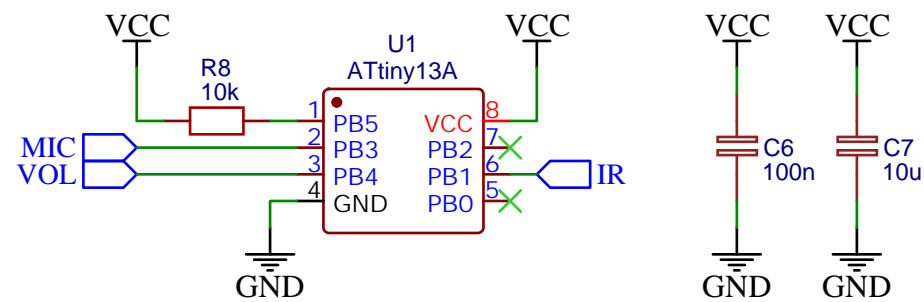 VCC
R8
10k
U1
ATtiny13A
VCC
VCC
VCC
1
PB5
VCC
8
MIC
2
PB3
PB2
7
VOL
3
PB4
PB1
6
IR
4
GND
PB0
5
C6
100n
C7
10u
GND
GND
GND